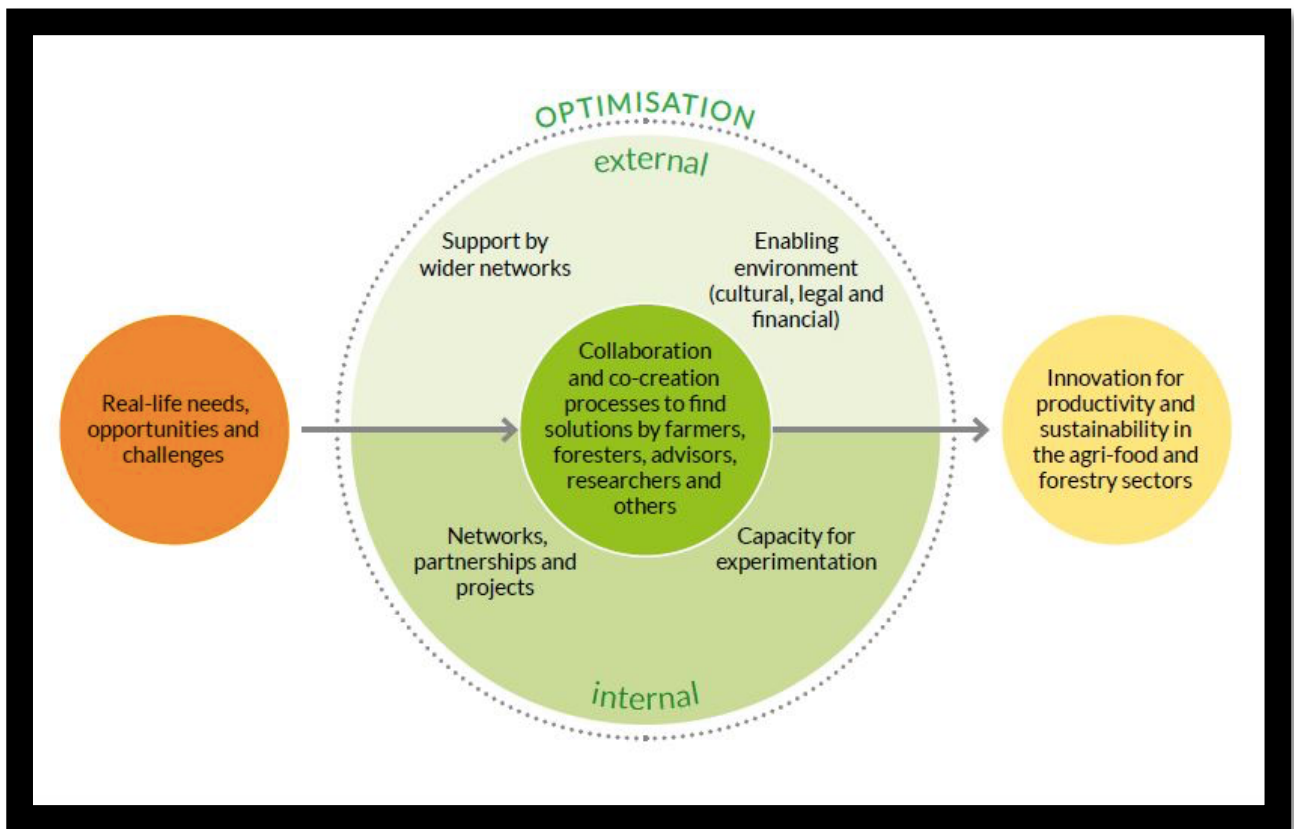 OPTIMISATION
external
Support by
wider networks
Enabling
environment
(cultural, legal and
financial)
Real-life needs,
opportunities and
challenges
Collaboration
and co-creation
processes to find
solutions by farmers,
foresters, advisors,
researchers and
others
Innovation for
productivity and
sustainability in
the agri-food and
forestry sectors
Networks,
partnerships and
projects
Capacity for
experimentation
internal